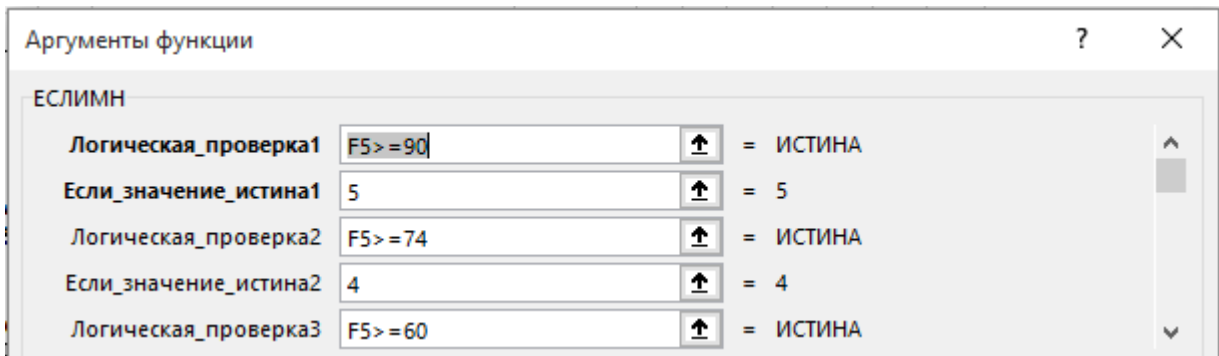 Аргументы функции ? ×
ЕСЛИМН
Логическая_проверка1 F5>=90 = ИСТИНА
Если_значение_истина1 5 = 5
Логическая_проверка2 F5>=74 = ИСТИНА
Если_значение_истина2 4 = 4
Логическая_проверка3 F5>=60 = ИСТИНА